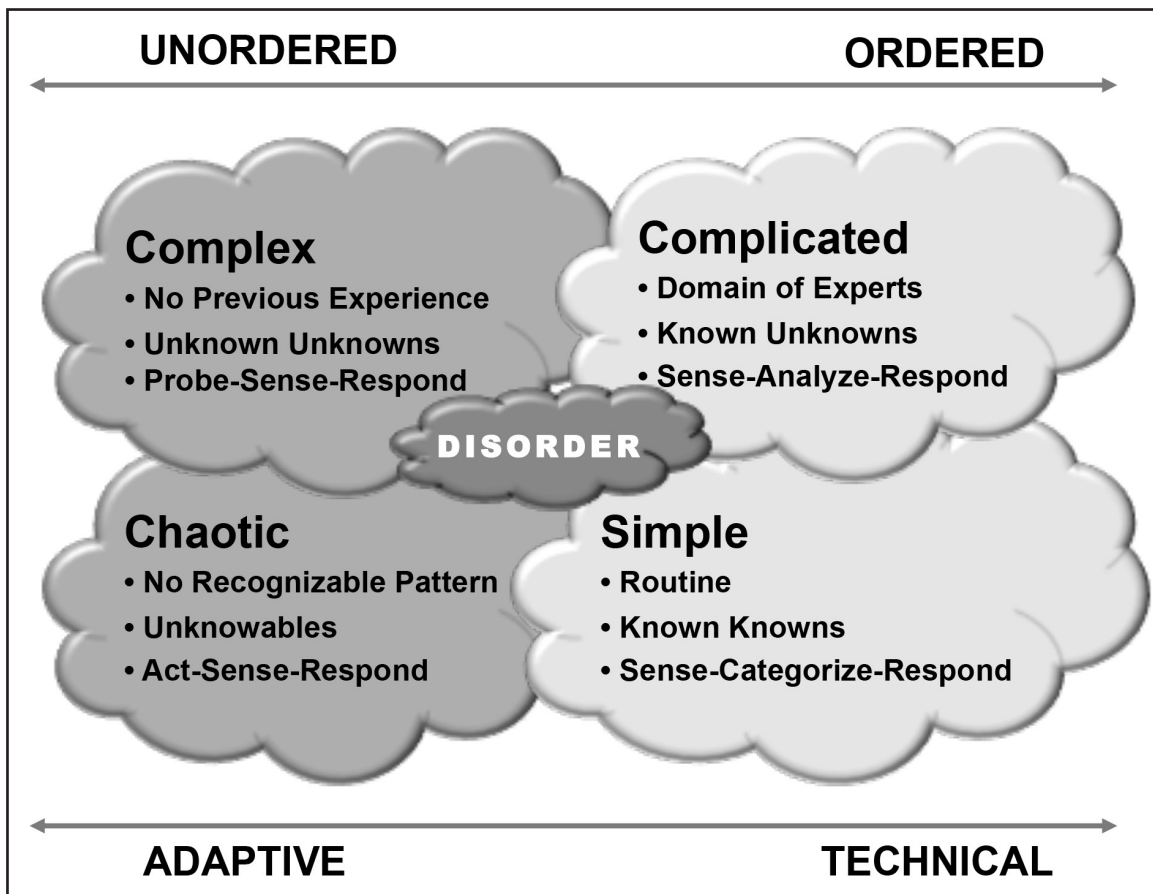 UNORDERED
ORDERED
Complex
• No Previous Experience
• Unknown Unknowns
• Probe-Sense-Respond
Complicated
• Domain of Experts
• Known Unknowns
• Sense-Analyze-Respond
DISORDER
Chaotic
• No Recognizable Pattern
• Unknowables
• Act-Sense-Respond
Simple
• Routine
• Known Knowns
• Sense-Categorize-Respond
ADAPTIVE
TECHNICAL